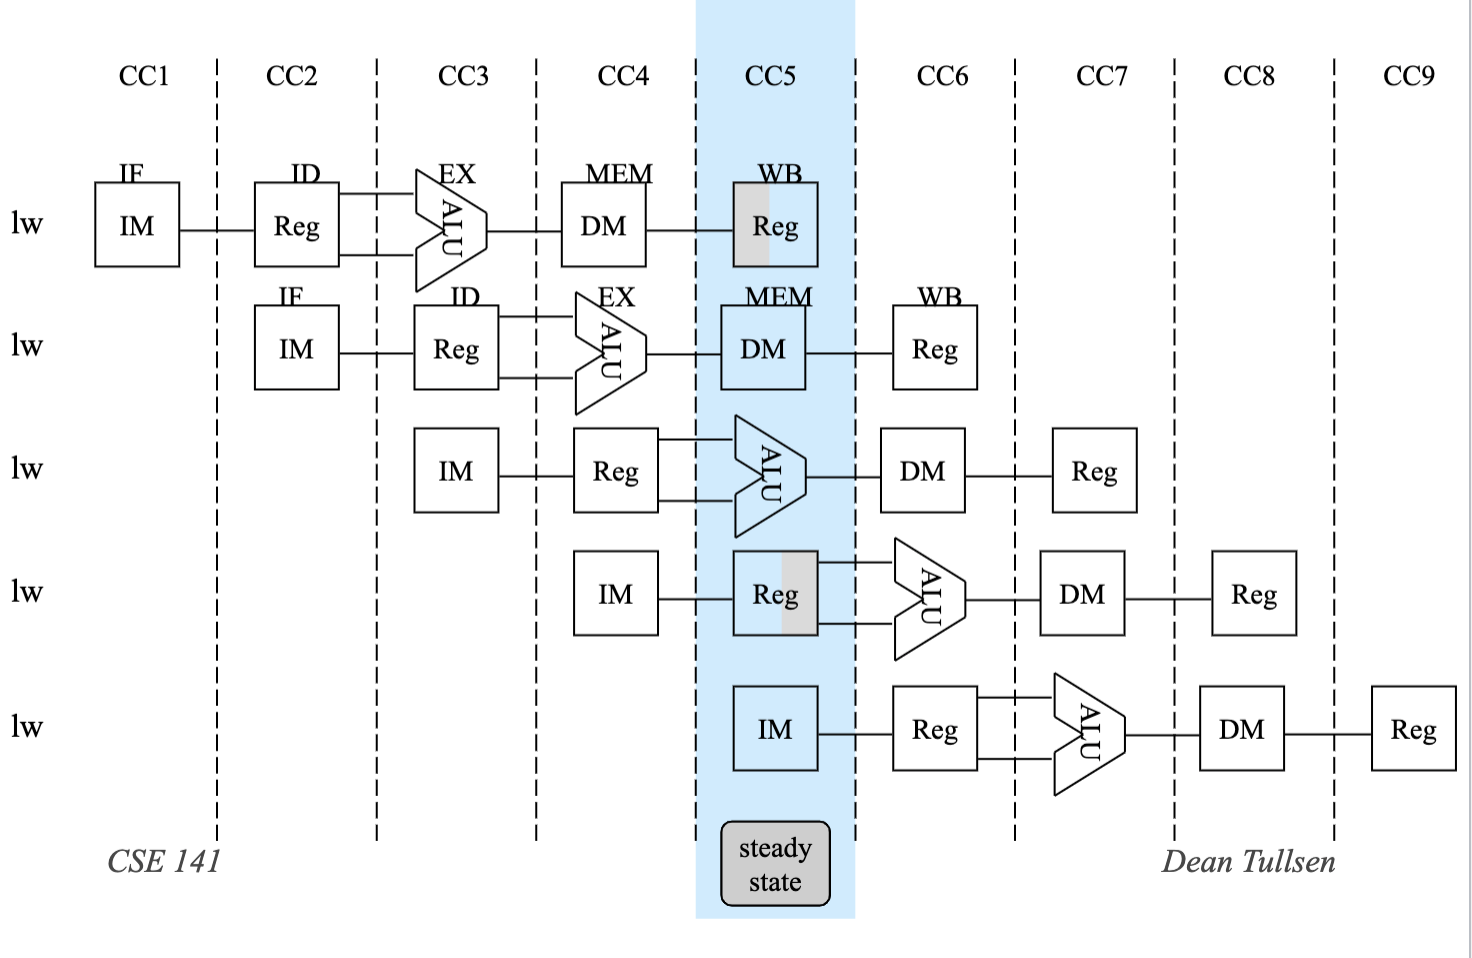 CC1 CC2 CC3 CC4 CC5 CC6 CC7 CC8 CC9
IF ID EX MEM WB
lw IM Reg ALU DM Reg
IF ID EX MEM WB
lw IM Reg ALU DM Reg
lw IM Reg ALU DM Reg
lw IM Reg ALU DM Reg
lw IM Reg ALU DM Reg
steady
state
CSE 141
Dean Tullsen